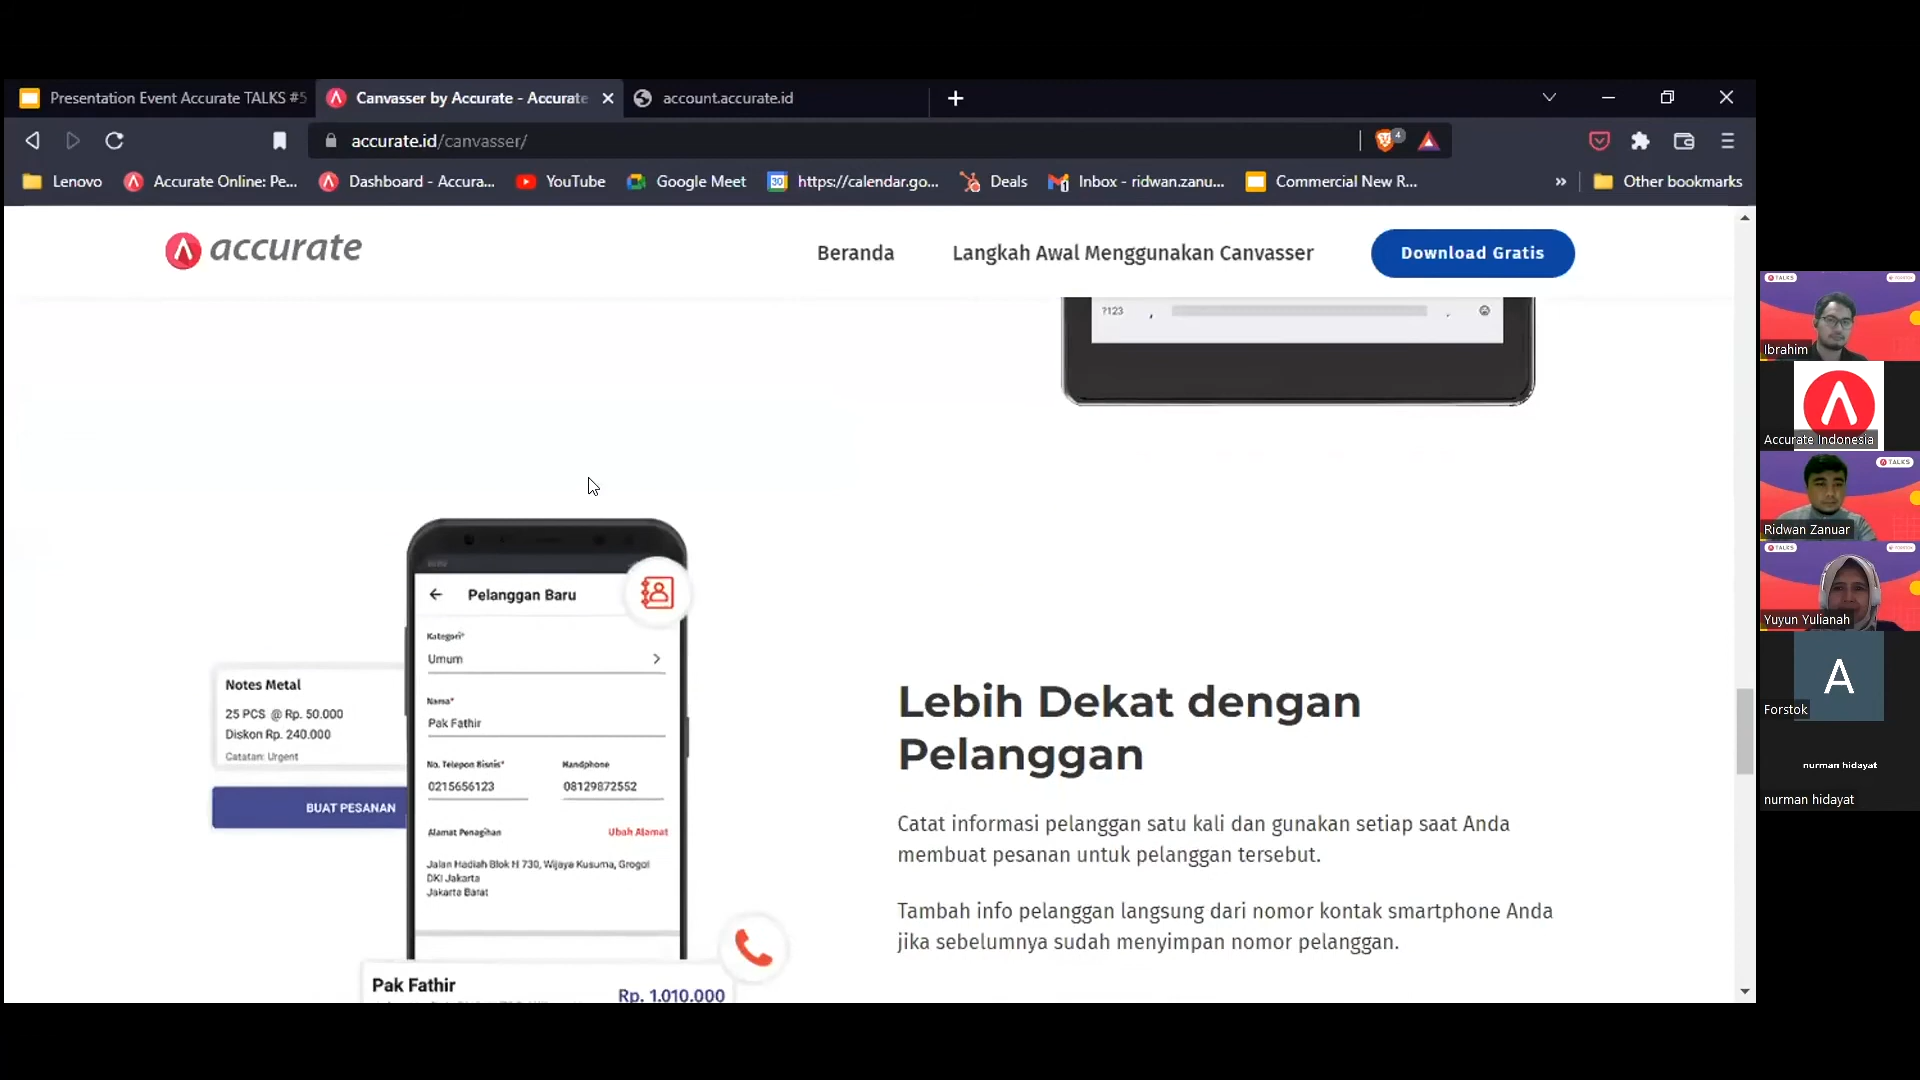 Presentation Event Accurate TALKS #5
Canvasser by Accurate - Accurate
account.accurate.id
accurate.id/canvasser/
4
Lenovo
Accurate Online: Pe...
Dashboard - Accura...
YouTube
Google Meet
30
https://calendar.go...
Deals
1
Inbox - ridwan.zanu...
Commercial New R...
»
Other bookmarks
accurate
Beranda
Langkah Awal Menggunakan Canvasser
Download Gratis
?123 , .
Pelanggan Baru
Kategori*
Umum
Nama*
Pak Fathir
No. Telepon Bisnis*
Handphone
0215656123
08129872552
Alamat Penagihan
Ubah Alamat
Jalan Hadiah Blok H 730, Wijaya Kusuma, Grogol
DKI Jakarta
Jakarta Barat
Notes Metal
25 PCS @ Rp. 50.000
Diskon Rp. 240.000
Catatan: Urgent
BUAT PESANAN
Pak Fathir
Rp. 1.010.000
Lebih Dekat dengan
Pelanggan
Catat informasi pelanggan satu kali dan gunakan setiap saat Anda
membuat pesanan untuk pelanggan tersebut.
Tambah info pelanggan langsung dari nomor kontak smartphone Anda
jika sebelumnya sudah menyimpan nomor pelanggan.
TALKS
Ibrahim
Accurate Indonesia
TALKS
Ridwan Zanuar
TALKS
Yuyun Yulianah
A
Forstok
nurman hidayat
nurman hidayat